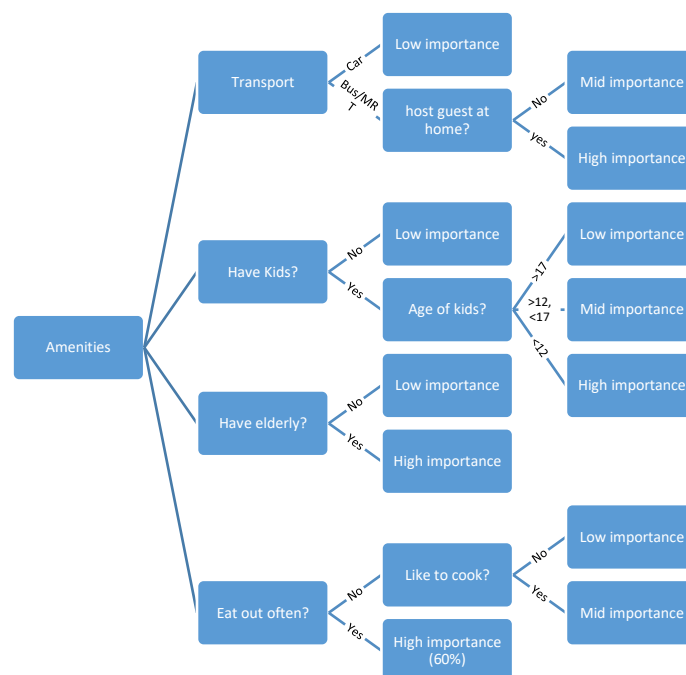 Amenities
Transport
Car
Low importance
Bus/MR
T
host guest at
home?
No
Mid importance
yes
High importance
Have Kids?
No
Low importance
Yes
Age of kids?
>17
Low importance
>12,
<17
Mid importance
<12
High importance
Have elderly?
No
Low importance
Yes
High importance
Eat out often?
No
Like to cook?
No
Low importance
Yes
Mid importance
Yes
High importance
(60%)